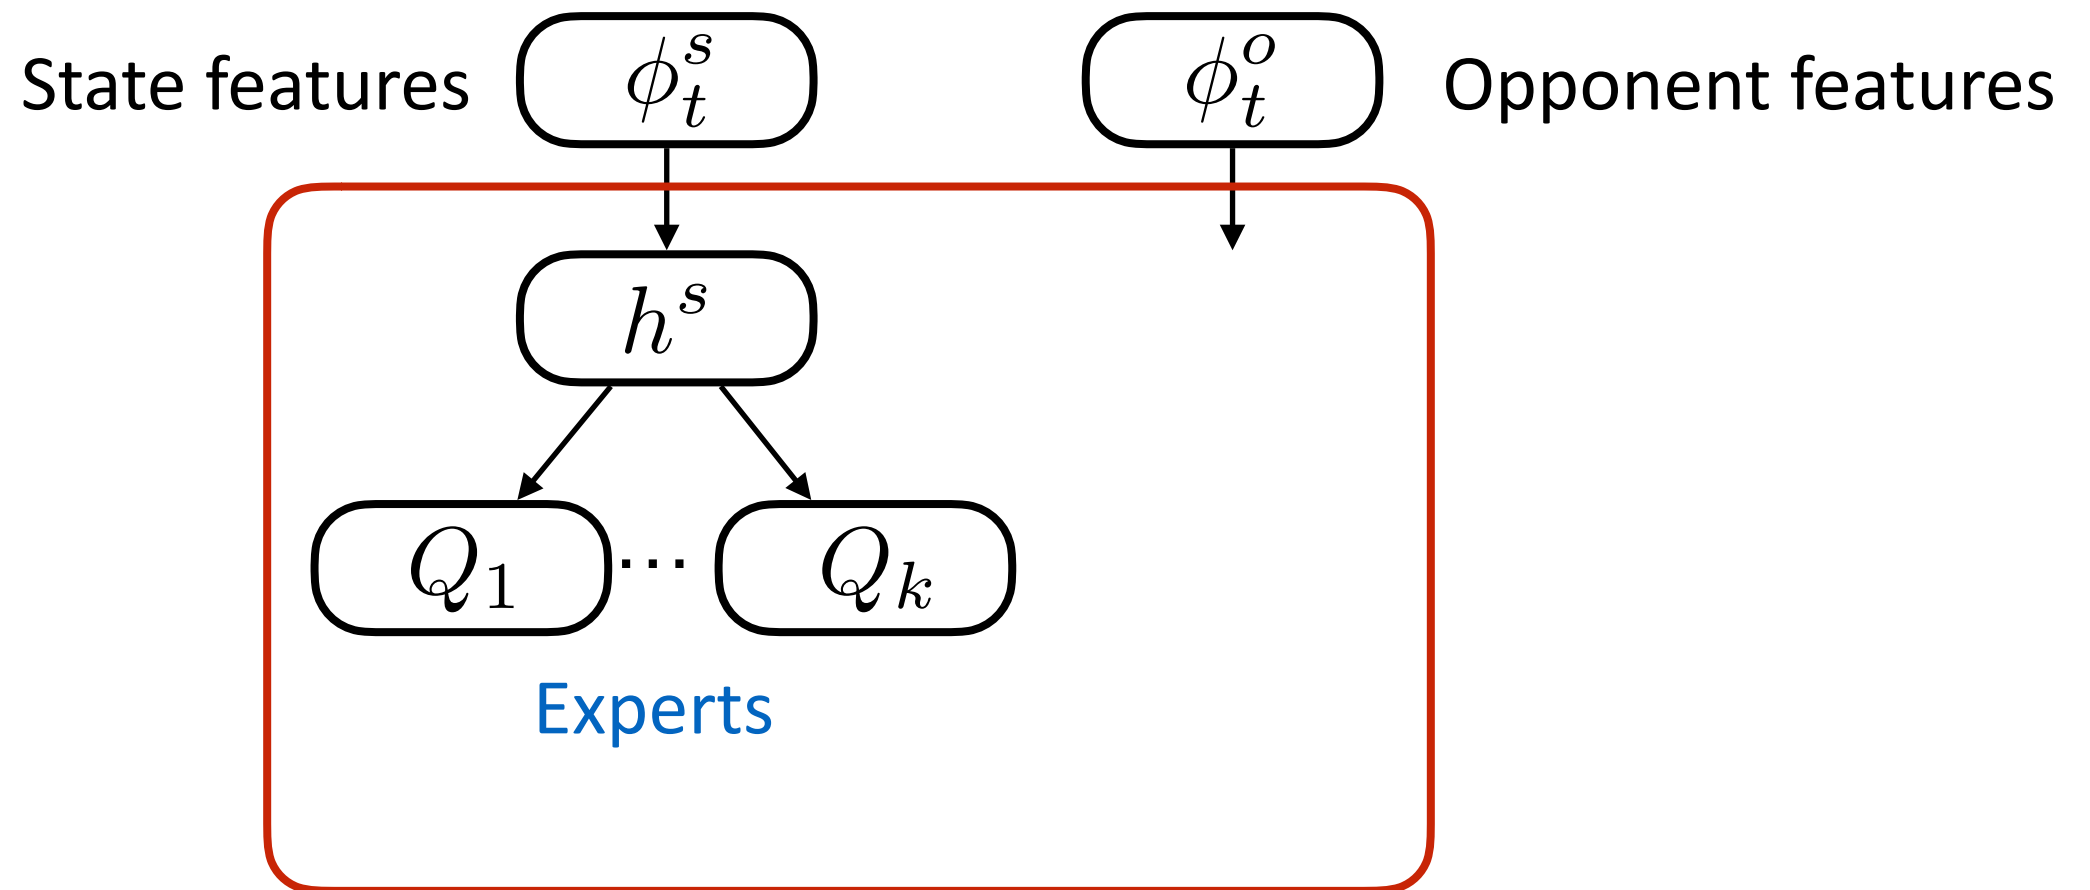 State features
ϕ_t^s
ϕ_t^o
Opponent features
h^s
Q_1
...
Q_k
Experts